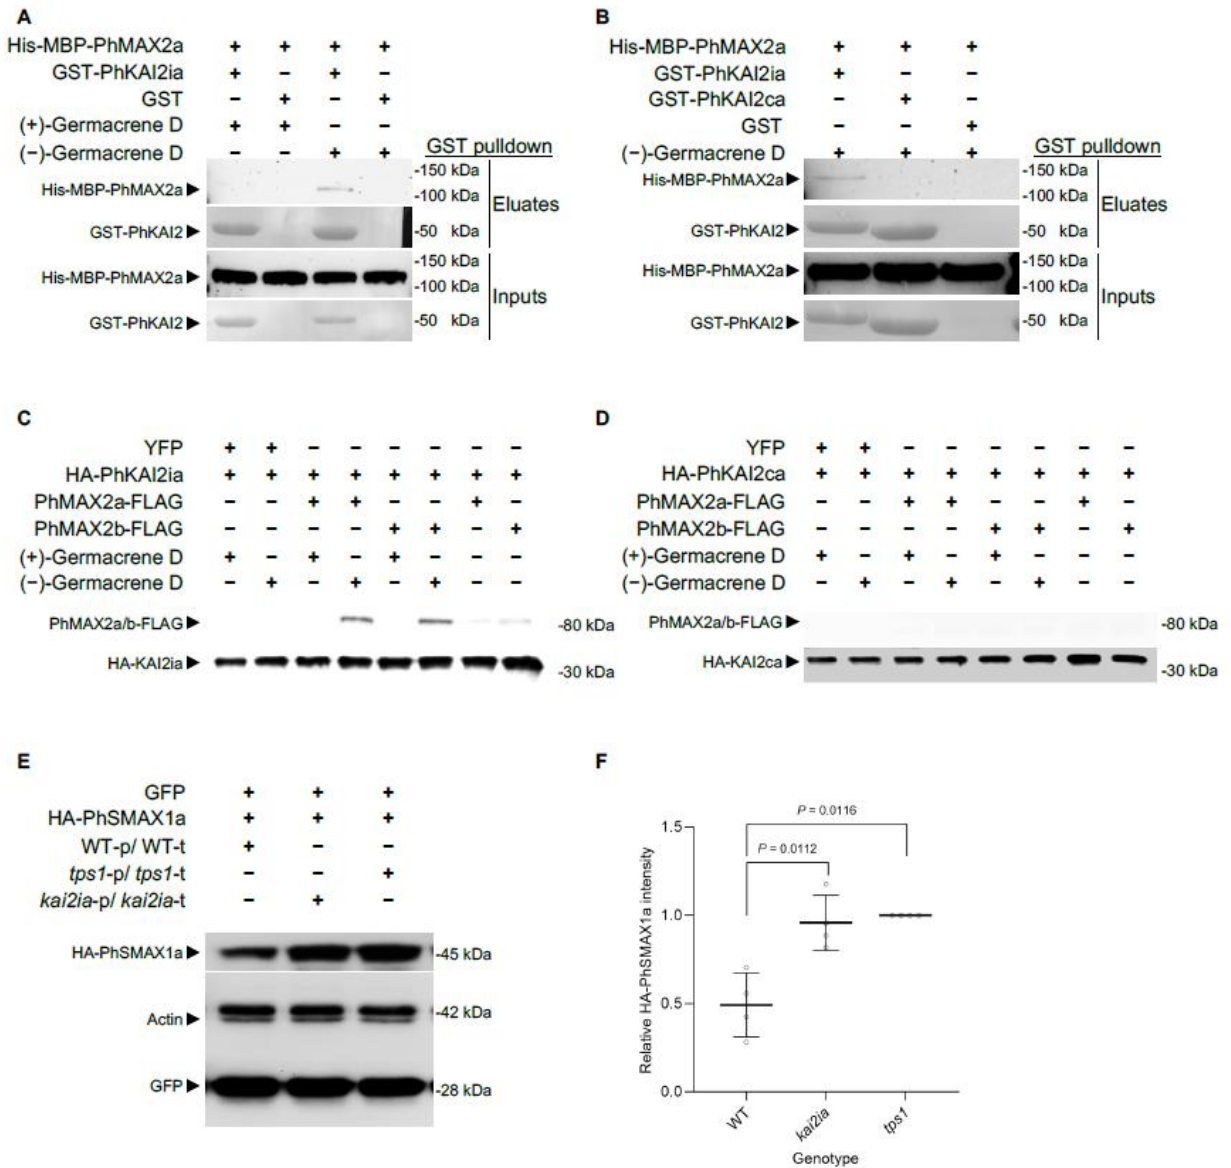 A
His-MBP-PhMAX2a + + + +
GST-PhKAI2ia + − + −
GST − + − +
(+)-Germacrene D + + − −
(−)-Germacrene D − − + +
GST pulldown
His-MBP-PhMAX2a
-150 kDa
-100 kDa
GST-PhKAI2
-50 kDa
Eluates
His-MBP-PhMAX2a
-150 kDa
-100 kDa
GST-PhKAI2
-50 kDa
Inputs
B
His-MBP-PhMAX2a + + +
GST-PhKAI2ia + − −
GST-PhKAI2ca − + −
GST − − +
(−)-Germacrene D + + +
GST pulldown
His-MBP-PhMAX2a
-150 kDa
-100 kDa
GST-PhKAI2
-50 kDa
Eluates
His-MBP-PhMAX2a
-150 kDa
-100 kDa
GST-PhKAI2
-50 kDa
Inputs
C
YFP + + − − − − − −
HA-PhKAI2ia + + + + + + + +
PhMAX2a-FLAG − − + + − − + −
PhMAX2b-FLAG − − − − + + − +
(+)-Germacrene D + − + − + − − −
(−)-Germacrene D − + − + − + − −
PhMAX2a/b-FLAG
-80 kDa
HA-KAI2ia
-30 kDa
D
YFP + + − − − − − −
HA-PhKAI2ca + + + + + + + +
PhMAX2a-FLAG − − + + − − + −
PhMAX2b-FLAG − − − − + + − +
(+)-Germacrene D + − + − + − − −
(−)-Germacrene D − + − + − + − −
PhMAX2a/b-FLAG
-80 kDa
HA-KAI2ca
-30 kDa
E
GFP + + +
HA-PhSMAX1a + + +
WT-p/ WT-t + − −
tps1-p/ tps1-t − − +
kai2ia-p/ kai2ia-t − + −
HA-PhSMAX1a
-45 kDa
-42 kDa
Actin
GFP
-28 kDa
F
P = 0.0116
P = 0.0112
Relative HA-PhSMAX1a intensity
1.5
1.0
0.5
0.0
WT
kai2ia
tps1
Genotype